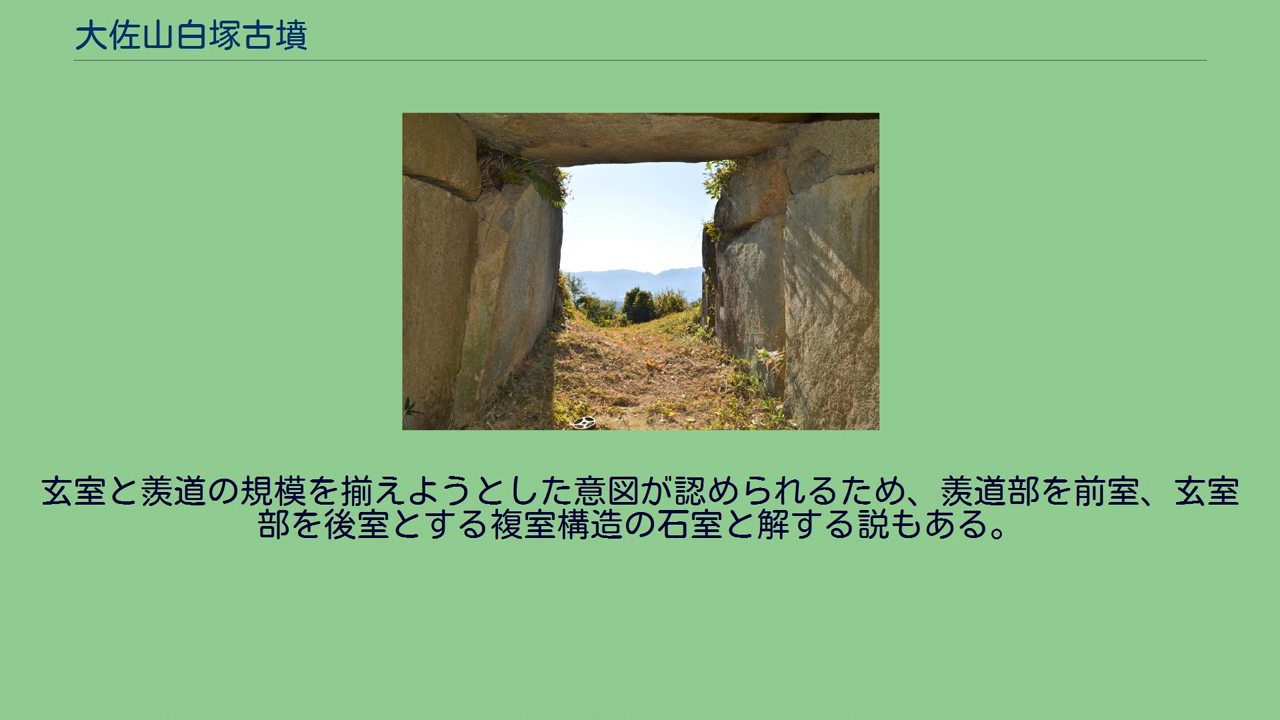 大佐山白塚古墳
玄室と羨道の規模を揃えようとした意図が認められるため、羨道部を前室、玄室
部を後室とする複室構造の石室と解する説もある。